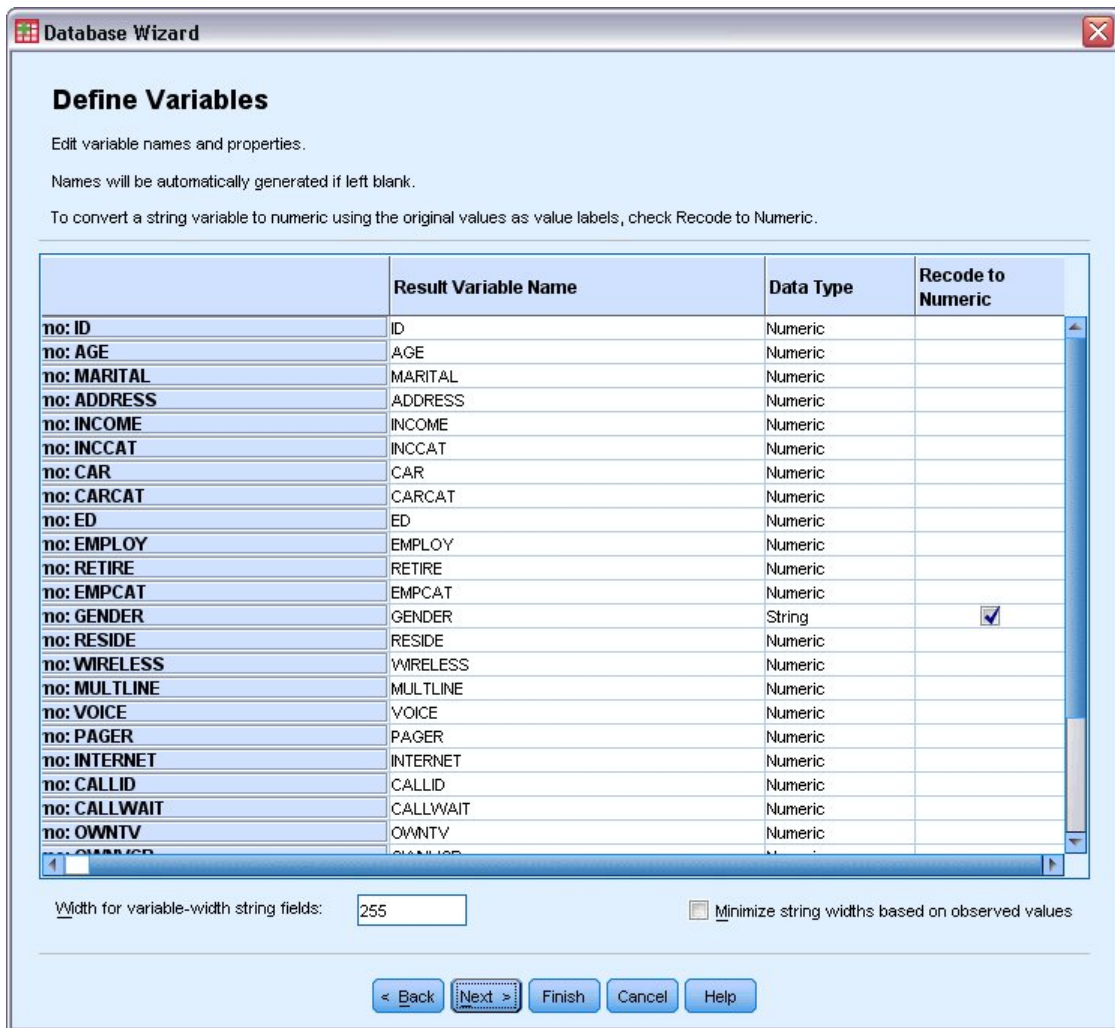 Database Wizard
Define Variables
Edit variable names and properties.
Names will be automatically generated if left blank.
To convert a string variable to numeric using the original values as value labels, check Recode to Numeric.
Result Variable Name Data Type Recode to Numeric
no: ID ID Numeric
no: AGE AGE Numeric
no: MARITAL MARITAL Numeric
no: ADDRESS ADDRESS Numeric
no: INCOME INCOME Numeric
no: INCCAT INCCAT Numeric
no: CAR CAR Numeric
no: CARCAT CARCAT Numeric
no: ED ED Numeric
no: EMPLOY EMPLOY Numeric
no: RETIRE RETIRE Numeric
no: EMPCAT EMPCAT Numeric
no: GENDER GENDER String
no: RESIDE RESIDE Numeric
no: WIRELESS WIRELESS Numeric
no: MULTLINE MULTLINE Numeric
no: VOICE VOICE Numeric
no: PAGER PAGER Numeric
no: INTERNET INTERNET Numeric
no: CALLID CALLID Numeric
no: CALLWAIT CALLWAIT Numeric
no: OWNTV OWNTV Numeric
Width for variable-width string fields: 255 Minimize string widths based on observed values
< Back Next > Finish Cancel Help